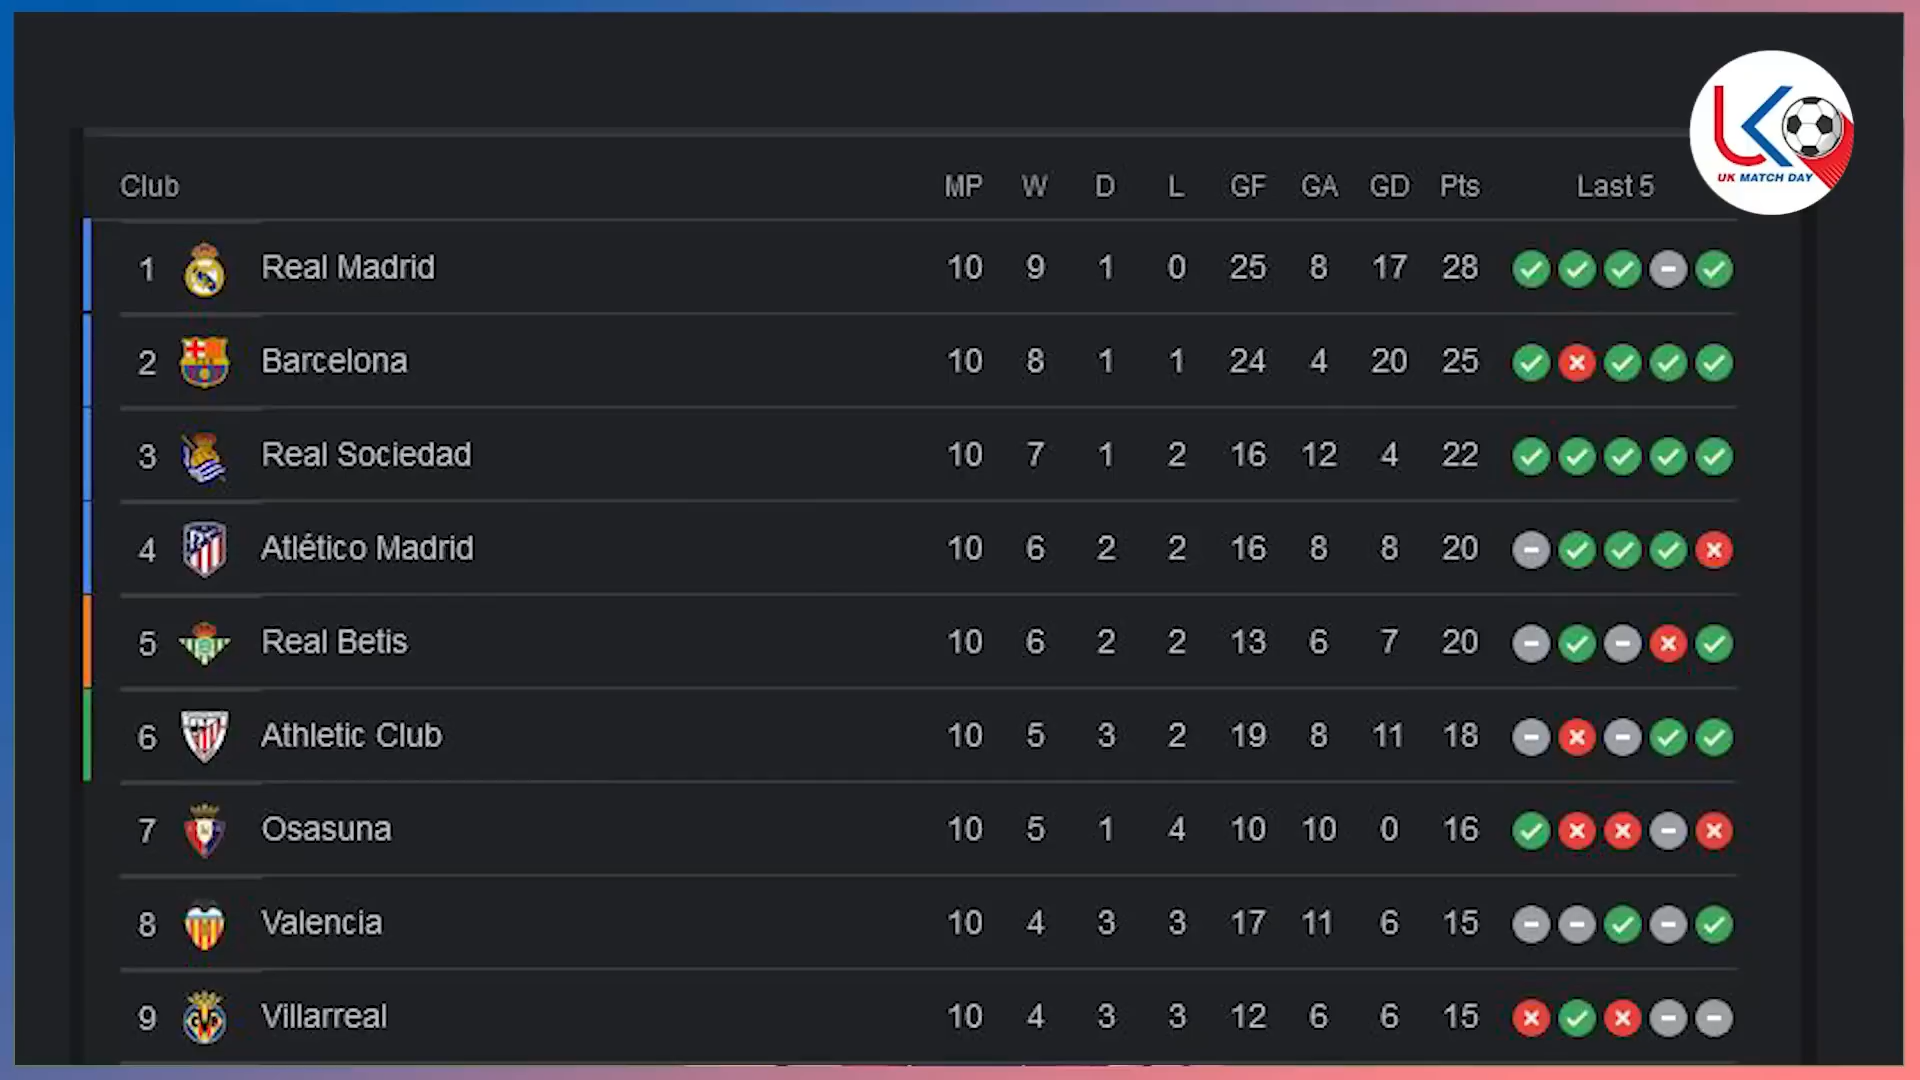 UK
UK MATCH DAY
Club MP W D L GF GA GD Pts Last 5
1 Real Madrid 10 9 1 0 25 8 17 28
2 Barcelona 10 8 1 1 24 4 20 25
3 Real Sociedad 10 7 1 2 16 12 4 22
4 Atlético Madrid 10 6 2 2 16 8 8 20
5 Real Betis 10 6 2 2 13 6 7 20
6 Athletic Club 10 5 3 2 19 8 11 18
7 Osasuna 10 5 1 4 10 10 0 16
8 Valencia 10 4 3 3 17 11 6 15
9 Villarreal 10 4 3 3 12 6 6 15